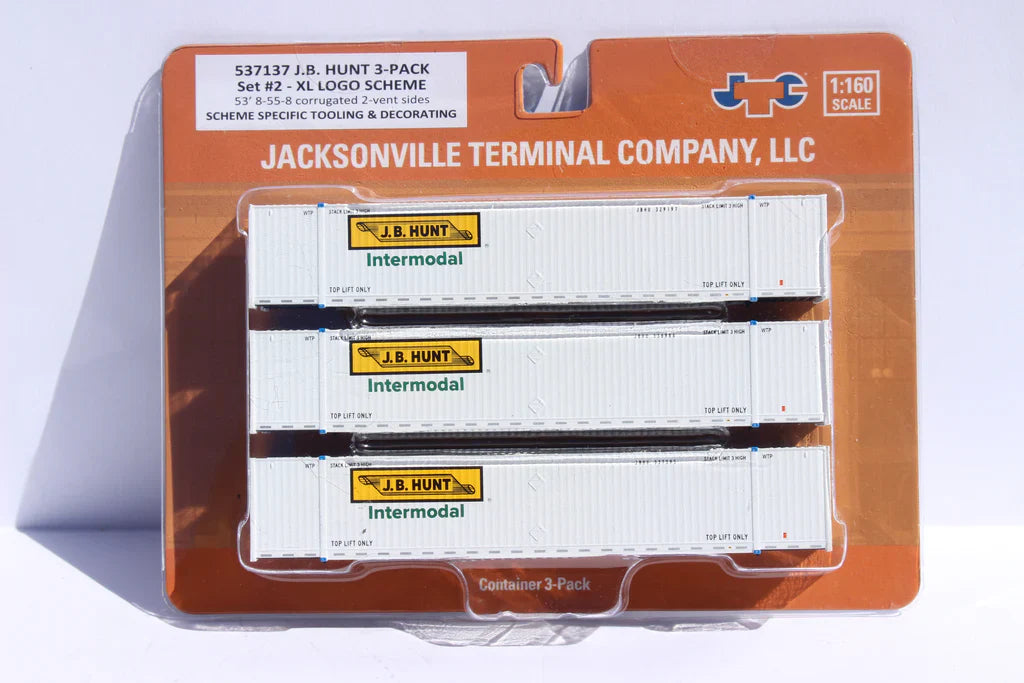 537137 J.B. HUNT 3-PACK
Set #2 - XL LOGO SCHEME
53' 8-55-8 corrugated 2-vent sides
SCHEME SPECIFIC TOOLING & DECORATING
JTC
1:160
SCALE
JACKSONVILLE TERMINAL COMPANY, LLC
WTP
STACK LIMIT 3 HIGH
JBHU 329197
STACK LIMIT 3 HIGH
WTP
J.B. HUNT
Intermodal
TOP LIFT ONLY
TOP LIFT ONLY
WTP
STACK LIMIT 3 HIGH
STACK LIMIT 3 HIGH
WTP
J.B. HUNT
Intermodal
TOP LIFT ONLY
TOP LIFT ONLY
WTP
STACK LIMIT 3 HIGH
STACK LIMIT 3 HIGH
WTP
J.B. HUNT
Intermodal
TOP LIFT ONLY
TOP LIFT ONLY
Container 3-Pack